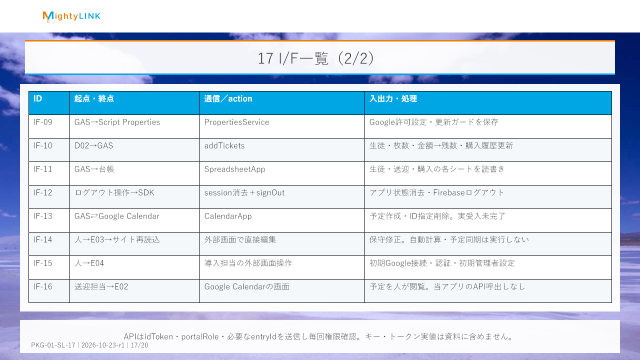 MightyLINK
17 I/F一覧（2/2）
ID 起点・終点 通信／action 入出力・処理
IF-09 GAS→Script Properties PropertiesService Google許可設定・更新ガードを保存
IF-10 D02→GAS addTickets 生徒・枚数・金額→残数・購入履歴更新
IF-11 GAS→台帳 SpreadsheetApp 生徒・送迎・購入の各シートを読書き
IF-12 ログアウト操作→SDK session消去＋signOut アプリ状態消去・Firebaseログアウト
IF-13 GAS⇄Google Calendar CalendarApp 予定作成・ID指定削除。実受入未完了
IF-14 人→E03→サイト再読込 外部画面で直接編集 保守修正。自動計算・予定同期は実行しない
IF-15 人→E04 導入担当の外部画面操作 初期Google接続・認証・初期管理者設定
IF-16 送迎担当→E02 Google Calendarの画面 予定を人が閲覧。当アプリのAPI呼出しなし
APIはidToken・portalRole・必要なentryIdを送信し毎回権限確認。キー・トークン実値は資料に含めません。
PKG-01-SL-17 | 2026-10-23-r1 | 17/20